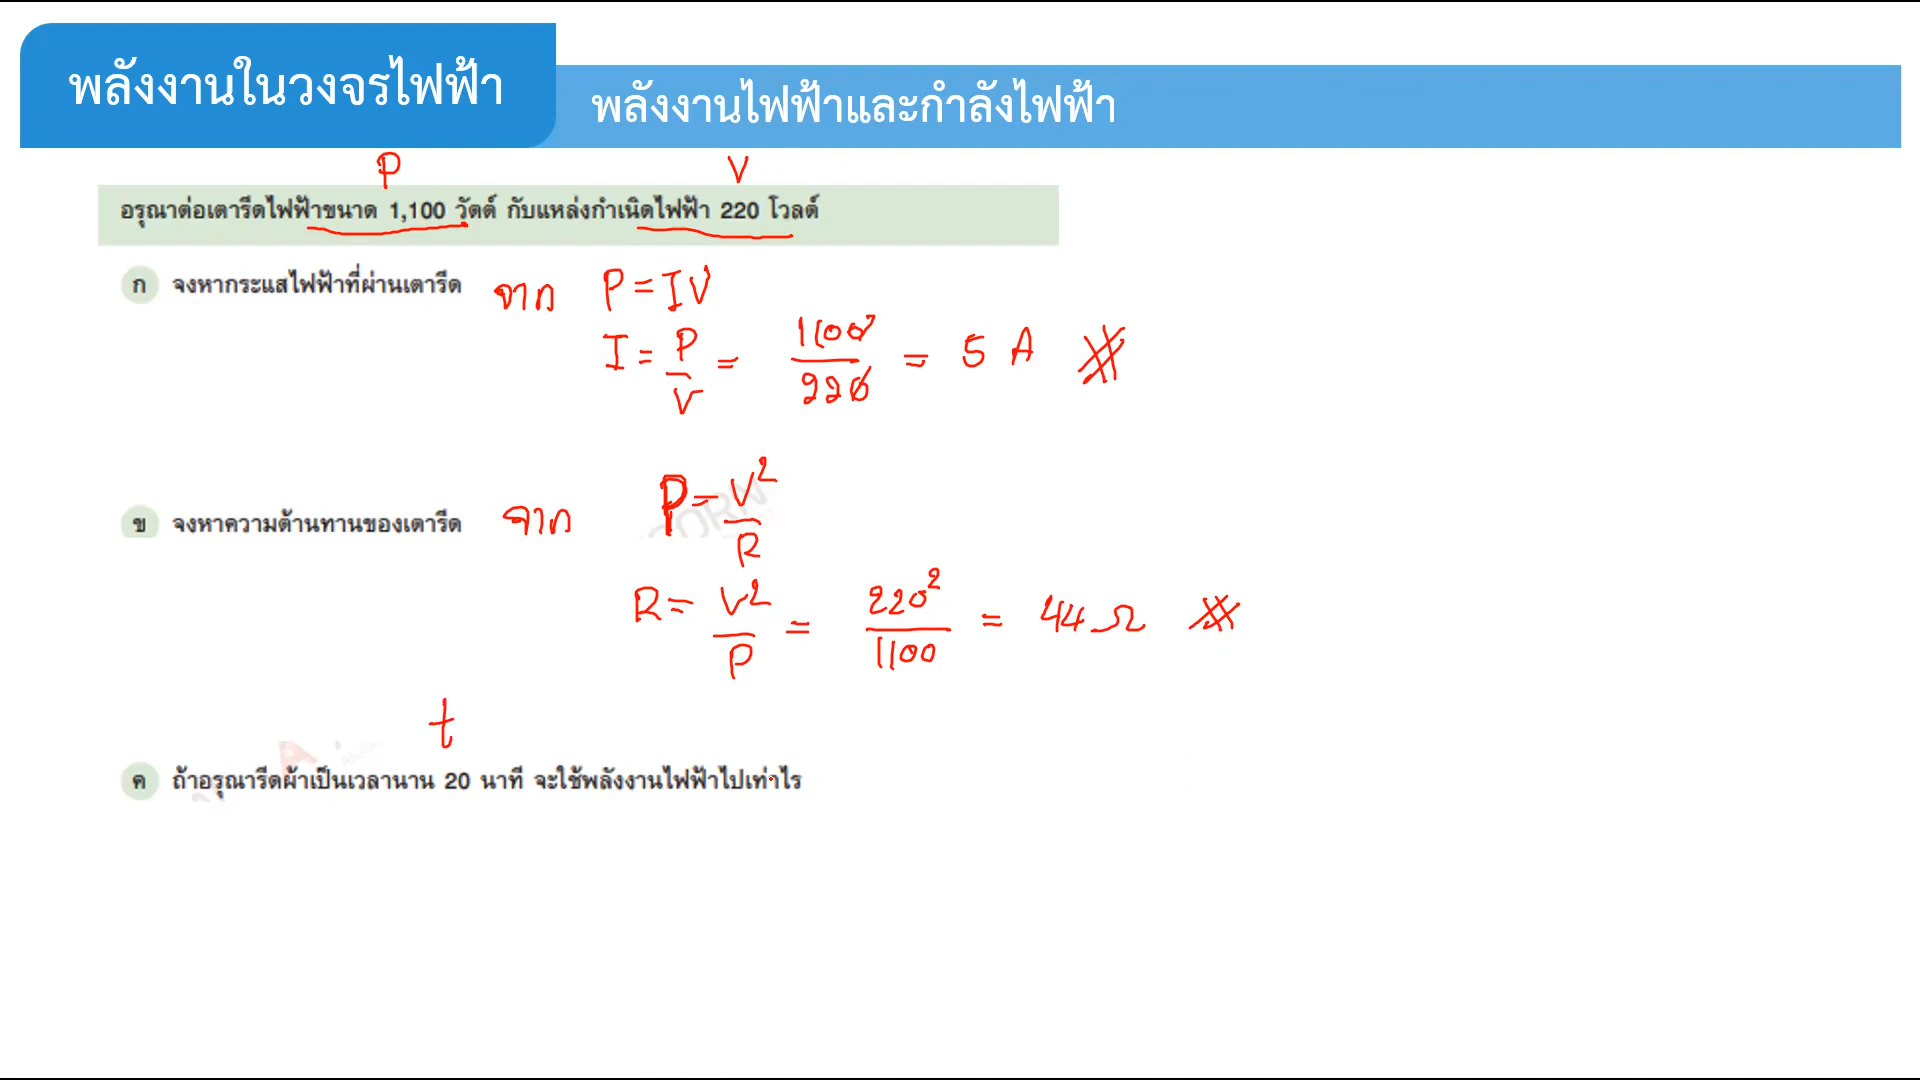 พลังงานในวงจรไฟฟ้า
พลังงานไฟฟ้าและกำลังไฟฟ้า
P V
อรุณาต่อเตารีดไฟฟ้าขนาด 1,100 วัตต์ กับแหล่งกำเนิดไฟฟ้า 220 โวลต์
ก จงหากระแสไฟฟ้าที่ผ่านเตารีด จาก P = IV
I = P/V = 1100/220 = 5 A #
ข จงหาความต้านทานของเตารีด จาก P = V²/R
R = V²/P = 220²/1100 = 44 Ω #
t
ค ถ้าอรุณารีดผ้าเป็นเวลานาน 20 นาที จะใช้พลังงานไฟฟ้าไปเท่าไร